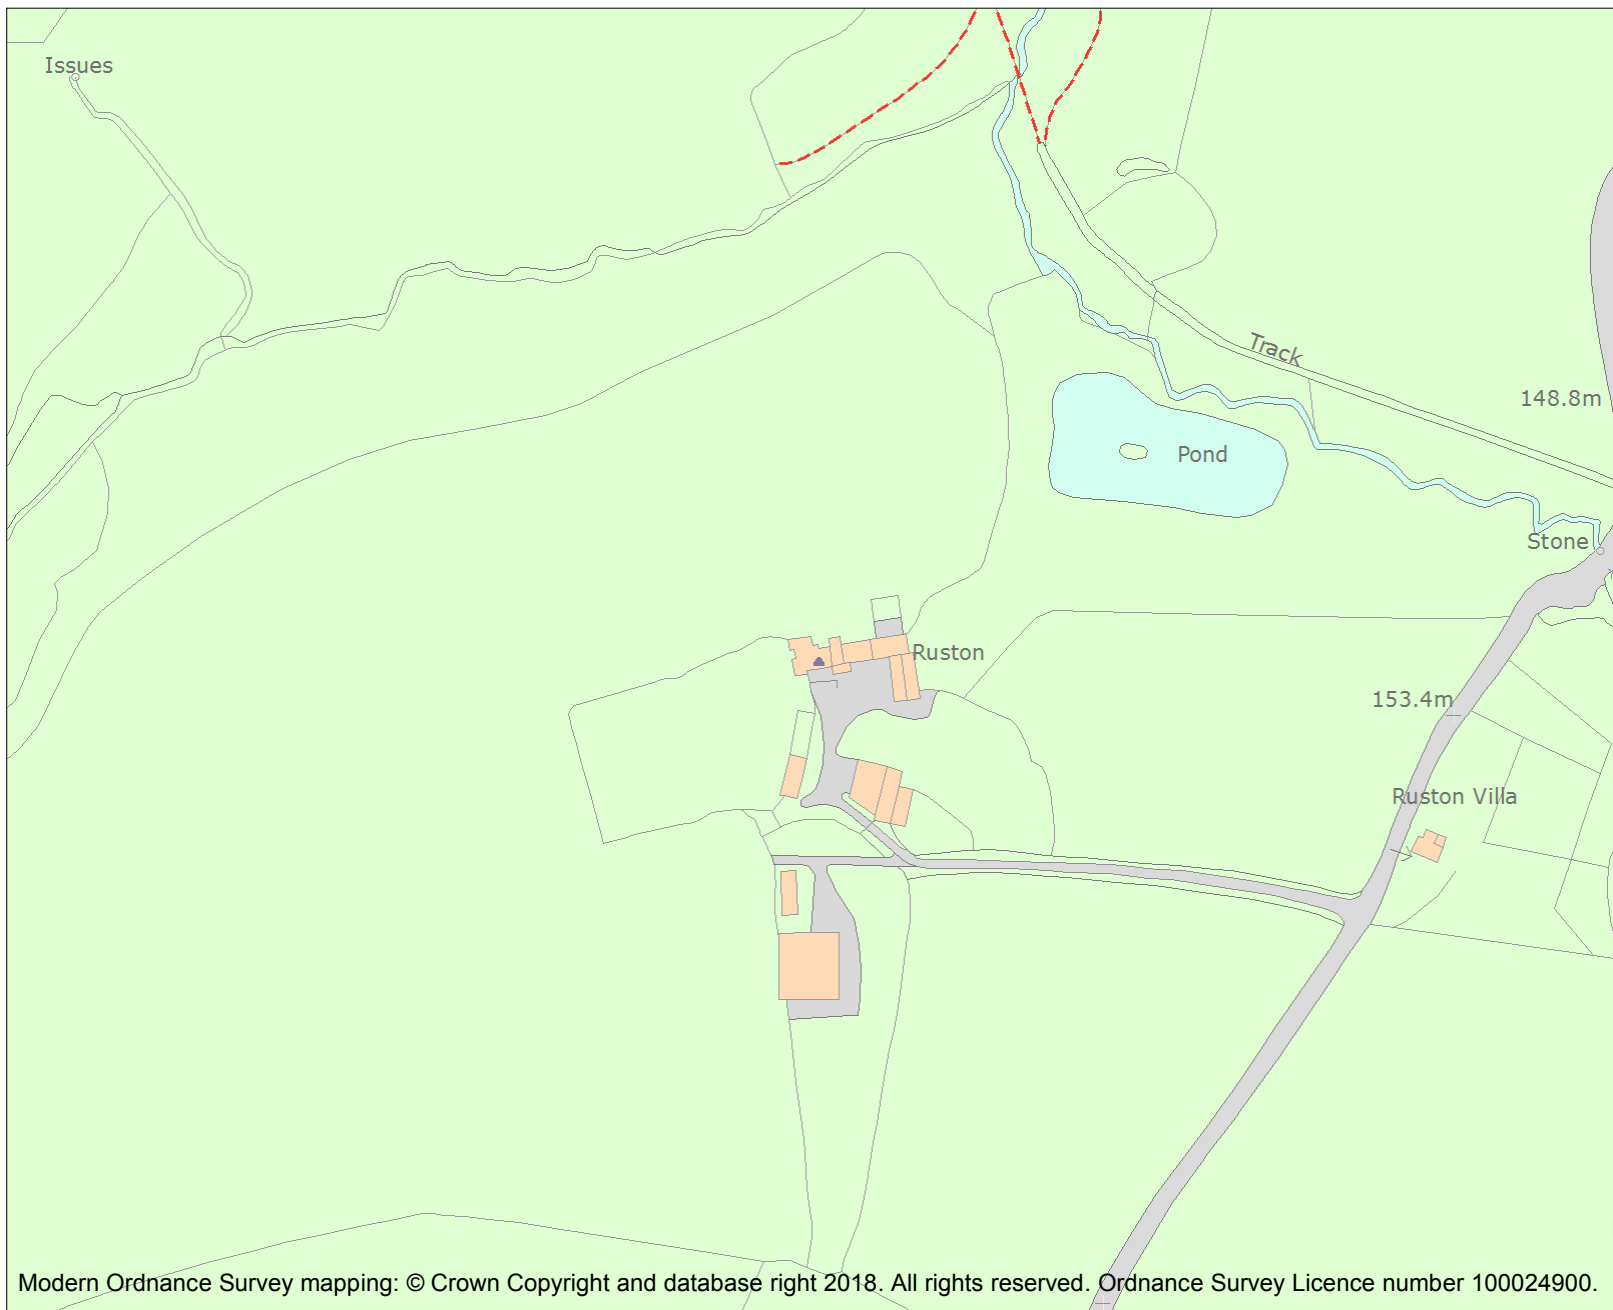 Issues
Track
148.8m
Pond
Stone
Ruston
153.4m
Ruston Villa
Modern Ordnance Survey mapping: © Crown Copyright and database right 2018. All rights reserved. Ordnance Survey Licence number 100024900.